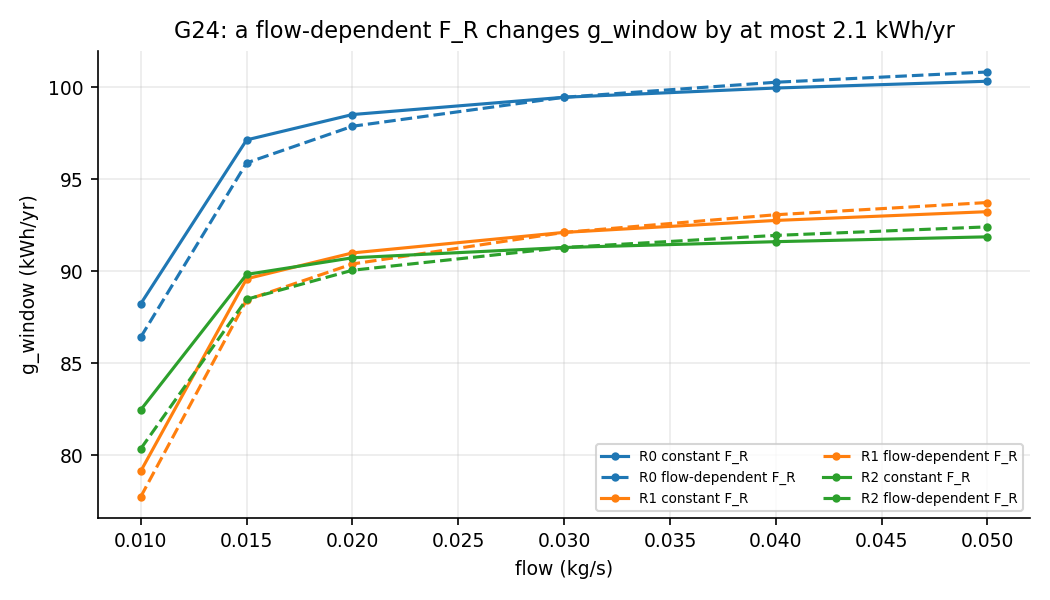 G24: a flow-dependent F_R changes g_window by at most 2.1 kWh/yr
g_window (kWh/yr)
100
95
90
85
80
R0 constant F_R
R0 flow-dependent F_R
R1 constant F_R
R1 flow-dependent F_R
R2 constant F_R
R2 flow-dependent F_R
0.010 0.015 0.020 0.025 0.030 0.035 0.040 0.045 0.050
flow (kg/s)